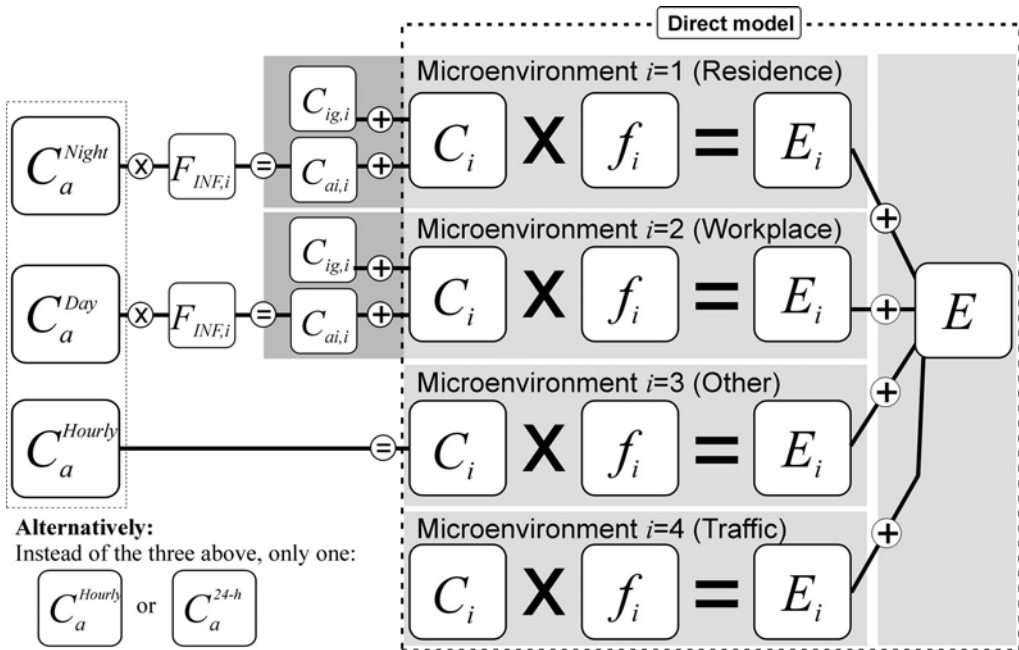 Direct model
Microenvironment i=1 (Residence)
C_a^Night X F_INF,i = C_ig,i + C_ai,i + C_i X f_i = E_i
+
Microenvironment i=2 (Workplace)
C_a^Day X F_INF,i = C_ig,i + C_ai,i + C_i X f_i = E_i + E
Microenvironment i=3 (Other)
C_a^Hourly = C_i X f_i = E_i +
Microenvironment i=4 (Traffic)
C_i X f_i = E_i +
Alternatively:
Instead of the three above, only one:
C_a^Hourly or C_a^24-h